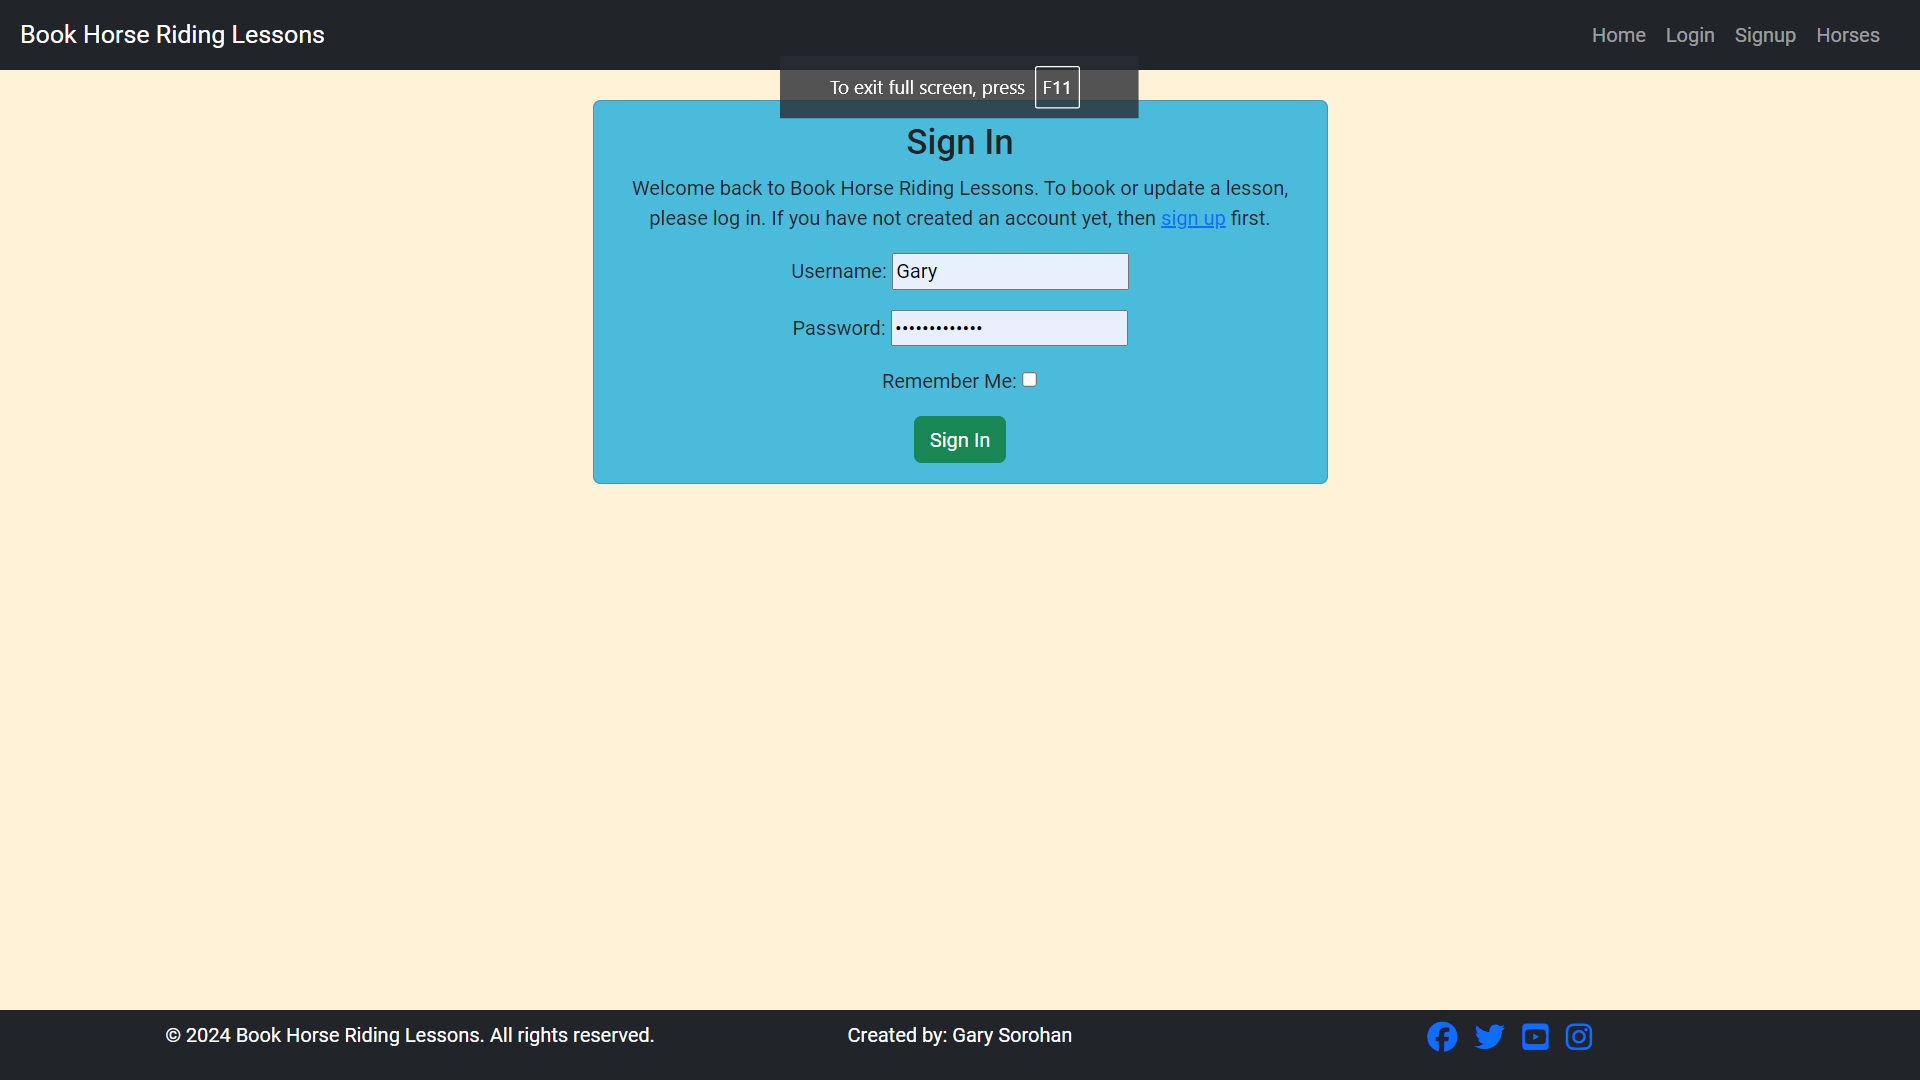 Book Horse Riding Lessons
Home Login Signup Horses
To exit full screen, press F11
Sign In
Welcome back to Book Horse Riding Lessons. To book or update a lesson,
please log in. If you have not created an account yet, then sign up first.
Username: Gary
Password: •••••••••••••
Remember Me:
Sign In
© 2024 Book Horse Riding Lessons. All rights reserved.
Created by: Gary Sorohan